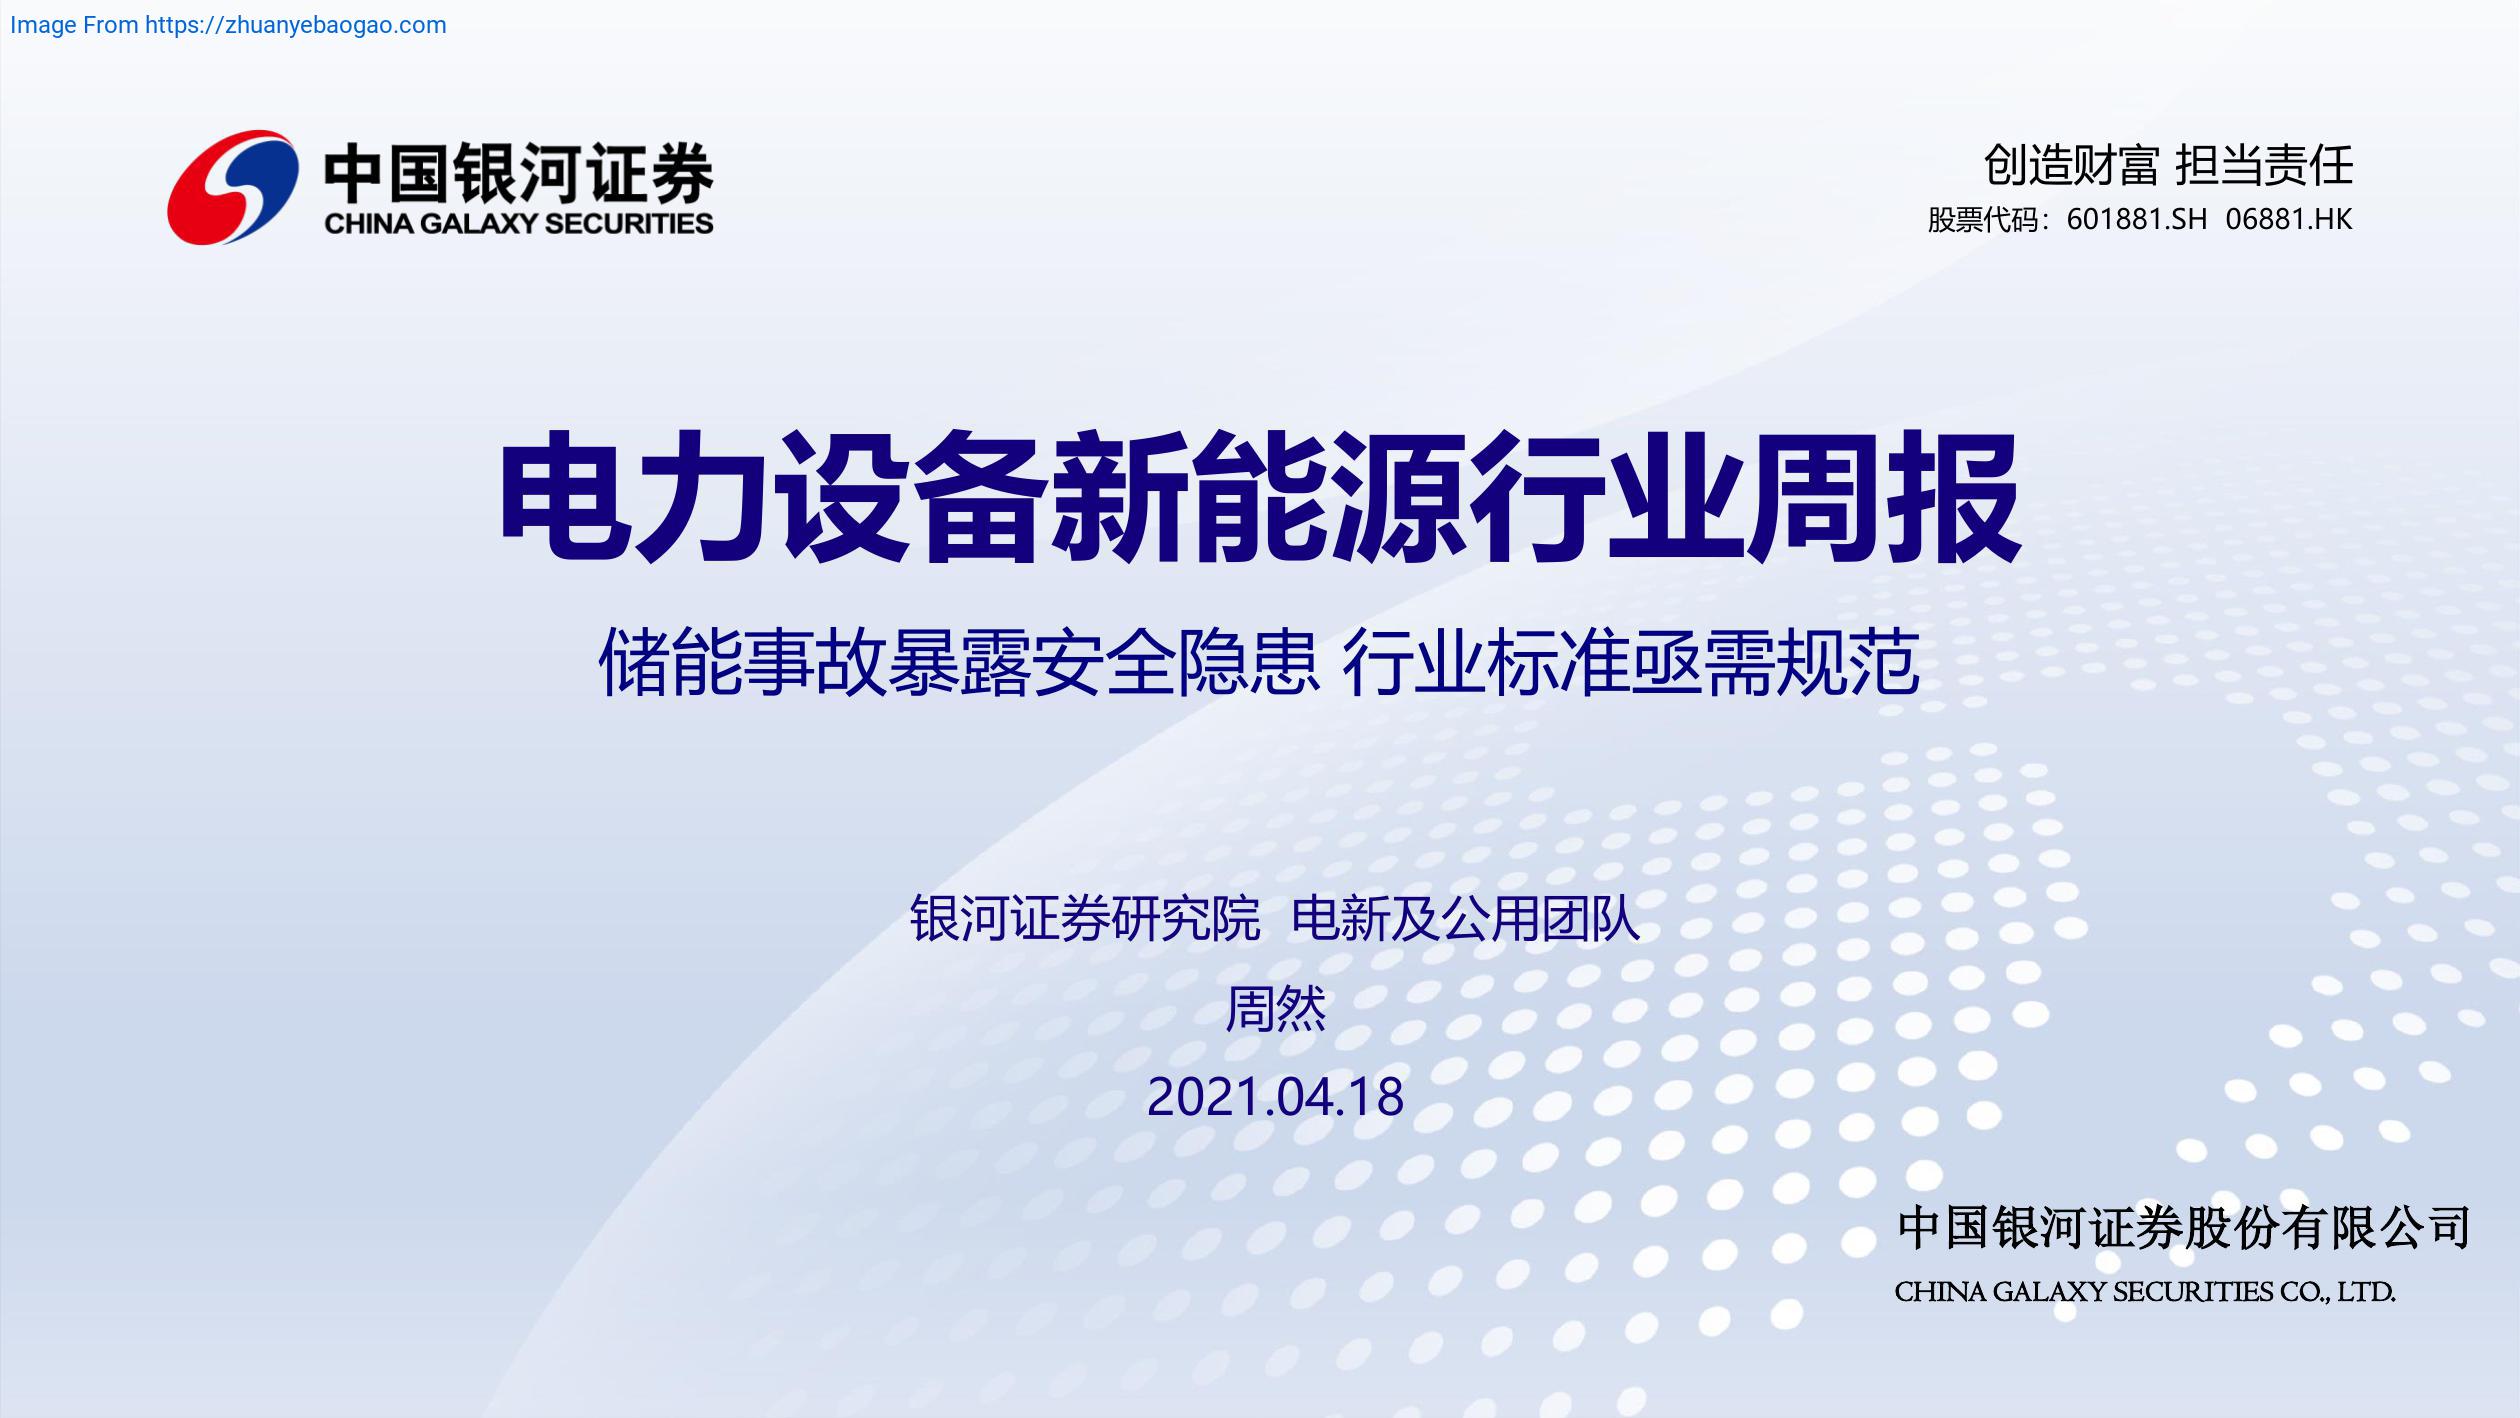 Image From https://zhuanyebaogao.com
中国银河证券
CHINA GALAXY SECURITIES
创造财富 担当责任
股票代码：601881.SH 06881.HK
电力设备新能源行业周报
储能事故暴露安全隐患 行业标准亟需规范
银河证券研究院 电新及公用团队
周然
2021.04.18
中国银河证券股份有限公司
CHINA GALAXY SECURITIES CO., LTD.